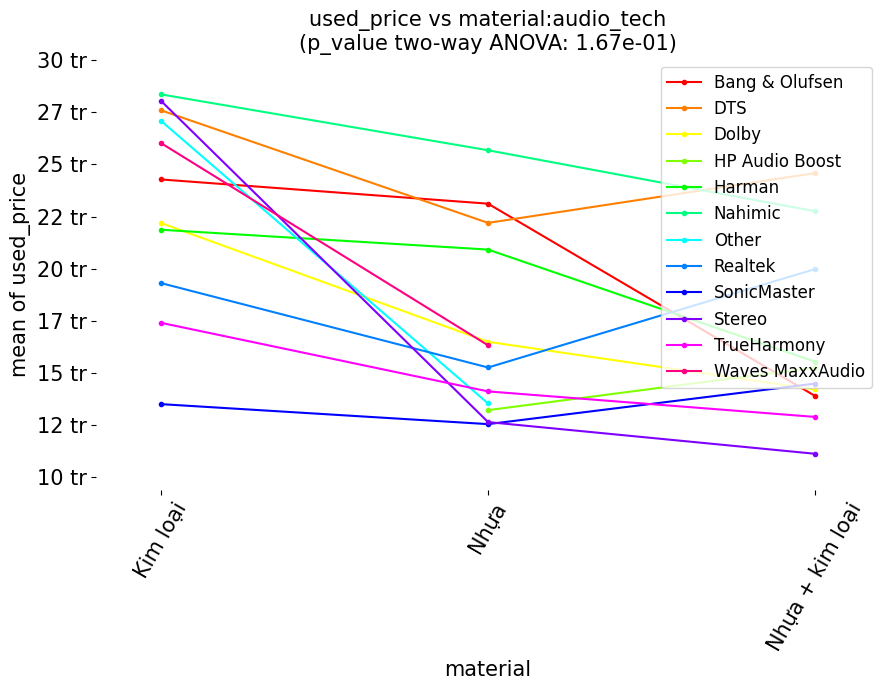 used_price vs material:audio_tech
(p_value two-way ANOVA: 1.67e-01)
30 tr
27 tr
25 tr
22 tr
20 tr
17 tr
15 tr
12 tr
10 tr
mean of used_price
Bang & Olufsen
DTS
Dolby
HP Audio Boost
Harman
Nahimic
Other
Realtek
SonicMaster
Stereo
TrueHarmony
Waves MaxxAudio
Kim loại
Nhựa
Nhựa + kim loại
material